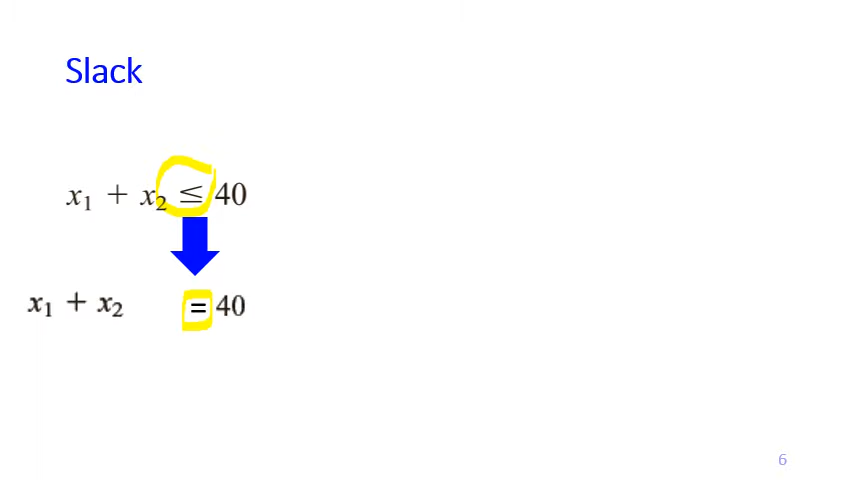 Slack
x₁ + x₂ ≤ 40
x₁ + x₂ = 40
6